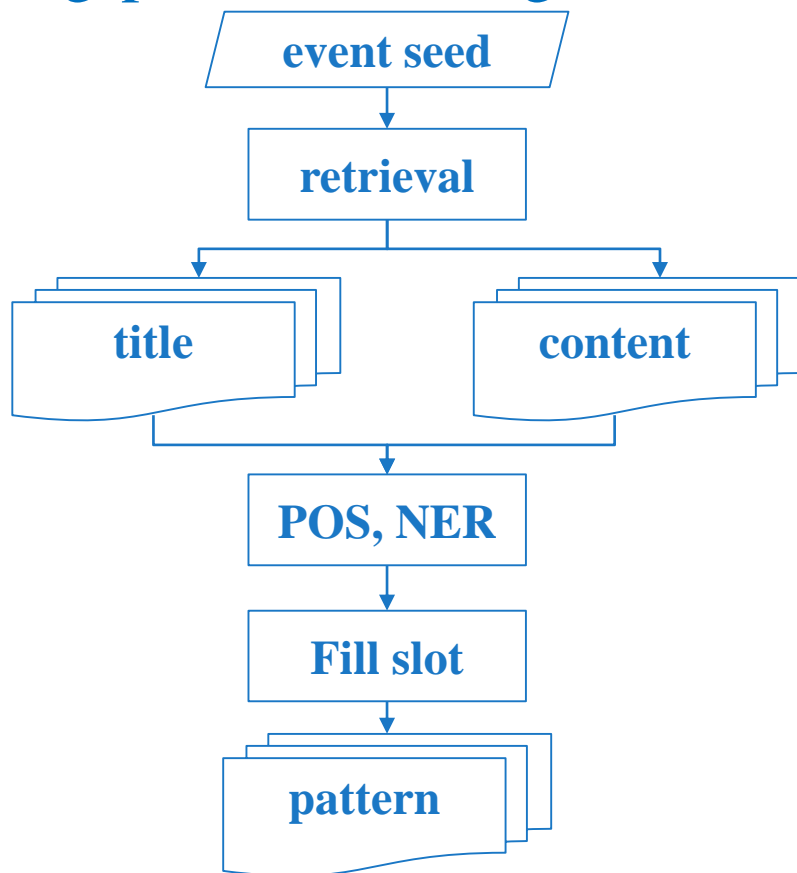 event seed
retrieval
title
content
POS, NER
Fill slot
pattern